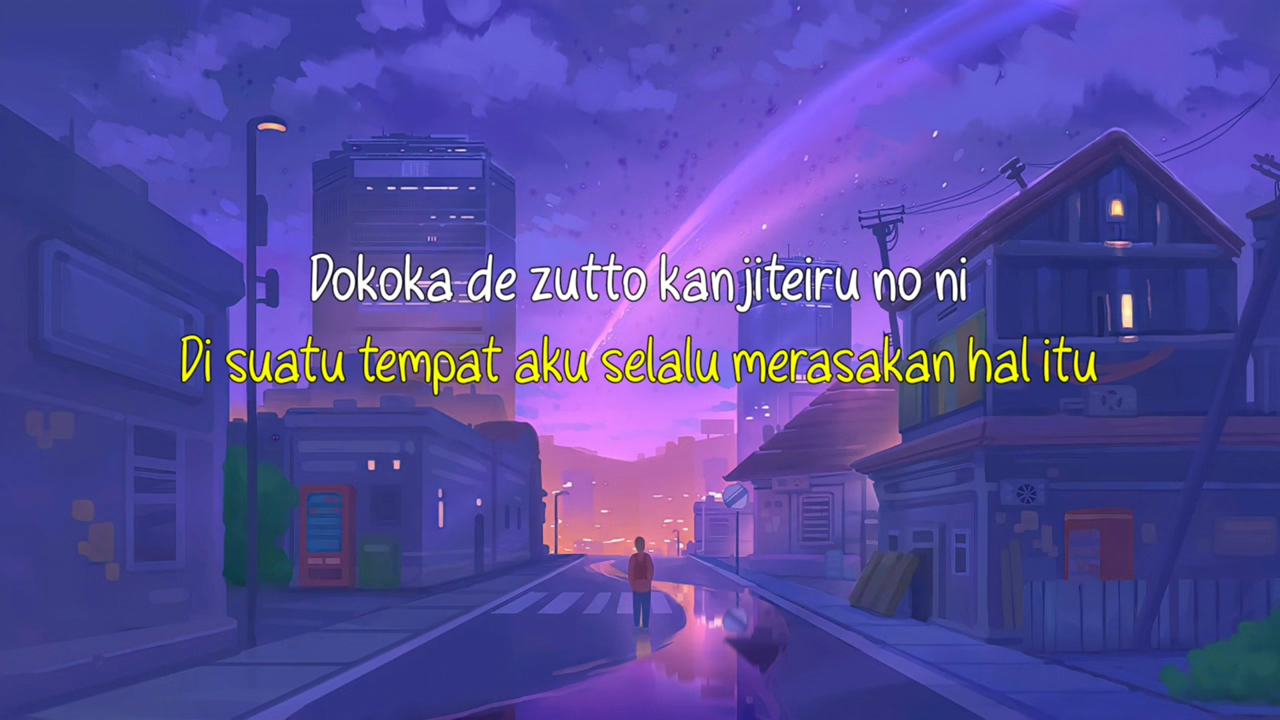 Dokoka de zutto kanjiteiru no ni
Di suatu tempat aku selalu merasakan hal itu